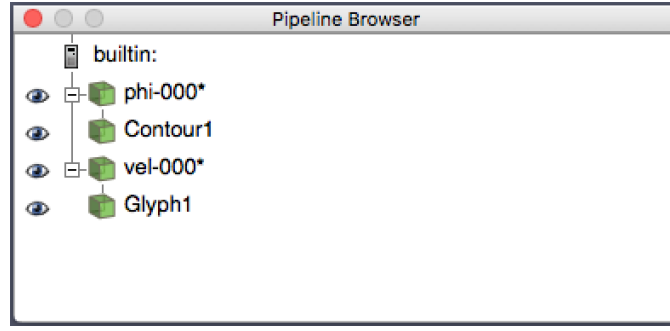 Pipeline Browser
builtin:
phi-000*
Contour1
vel-000*
Glyph1